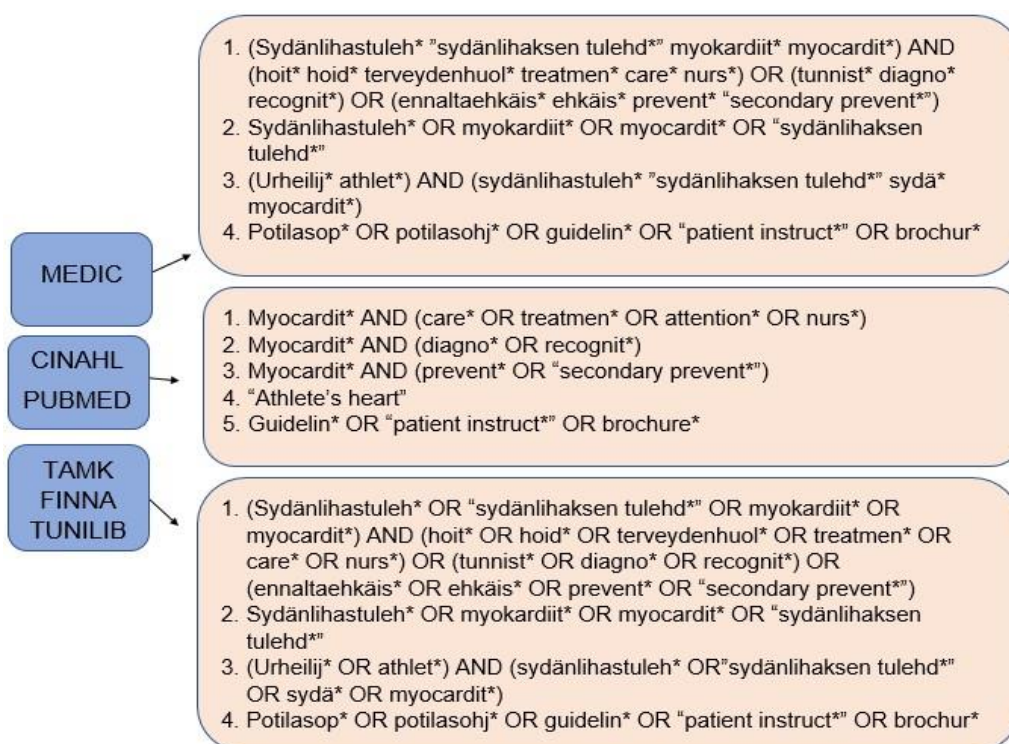 1. (Sydänlihastuleh* ”sydänlihaksen tulehd*” myokardiit* myocardit*) AND
(hoit* hoid* terveydenhuol* treatmen* care* nurs*) OR (tunnist* diagno*
recognit*) OR (ennaltaehkäis* ehkäis* prevent* “secondary prevent*”)
2. Sydänlihastuleh* OR myokardiit* OR myocardit* OR “sydänlihaksen
tulehd*”
3. (Urheilij* athlet*) AND (sydänlihastuleh* ”sydänlihaksen tulehd*” sydä*
myocardit*)
4. Potilasop* OR potilasohj* OR guidelin* OR “patient instruct*” OR brochur*
MEDIC
1. Myocardit* AND (care* OR treatmen* OR attention* OR nurs*)
2. Myocardit* AND (diagno* OR recognit*)
3. Myocardit* AND (prevent* OR “secondary prevent*”)
4. “Athlete’s heart”
5. Guidelin* OR “patient instruct*” OR brochure*
CINAHL
PUBMED
TAMK
FINNA
TUNILIB
1. (Sydänlihastuleh* OR “sydänlihaksen tulehd*” OR myokardiit* OR
myocardit*) AND (hoit* OR hoid* OR terveydenhuol* OR treatmen* OR
care* OR nurs*) OR (tunnist* OR diagno* OR recognit*) OR
(ennaltaehkäis* OR ehkäis* OR prevent* OR “secondary prevent*”)
2. Sydänlihastuleh* OR myokardiit* OR myocardit* OR “sydänlihaksen
tulehd*”
3. (Urheilij* OR athlet*) AND (sydänlihastuleh* OR”sydänlihaksen tulehd*”
OR sydä* OR myocardit*)
4. Potilasop* OR potilasohj* OR guidelin* OR “patient instruct*” OR brochur*